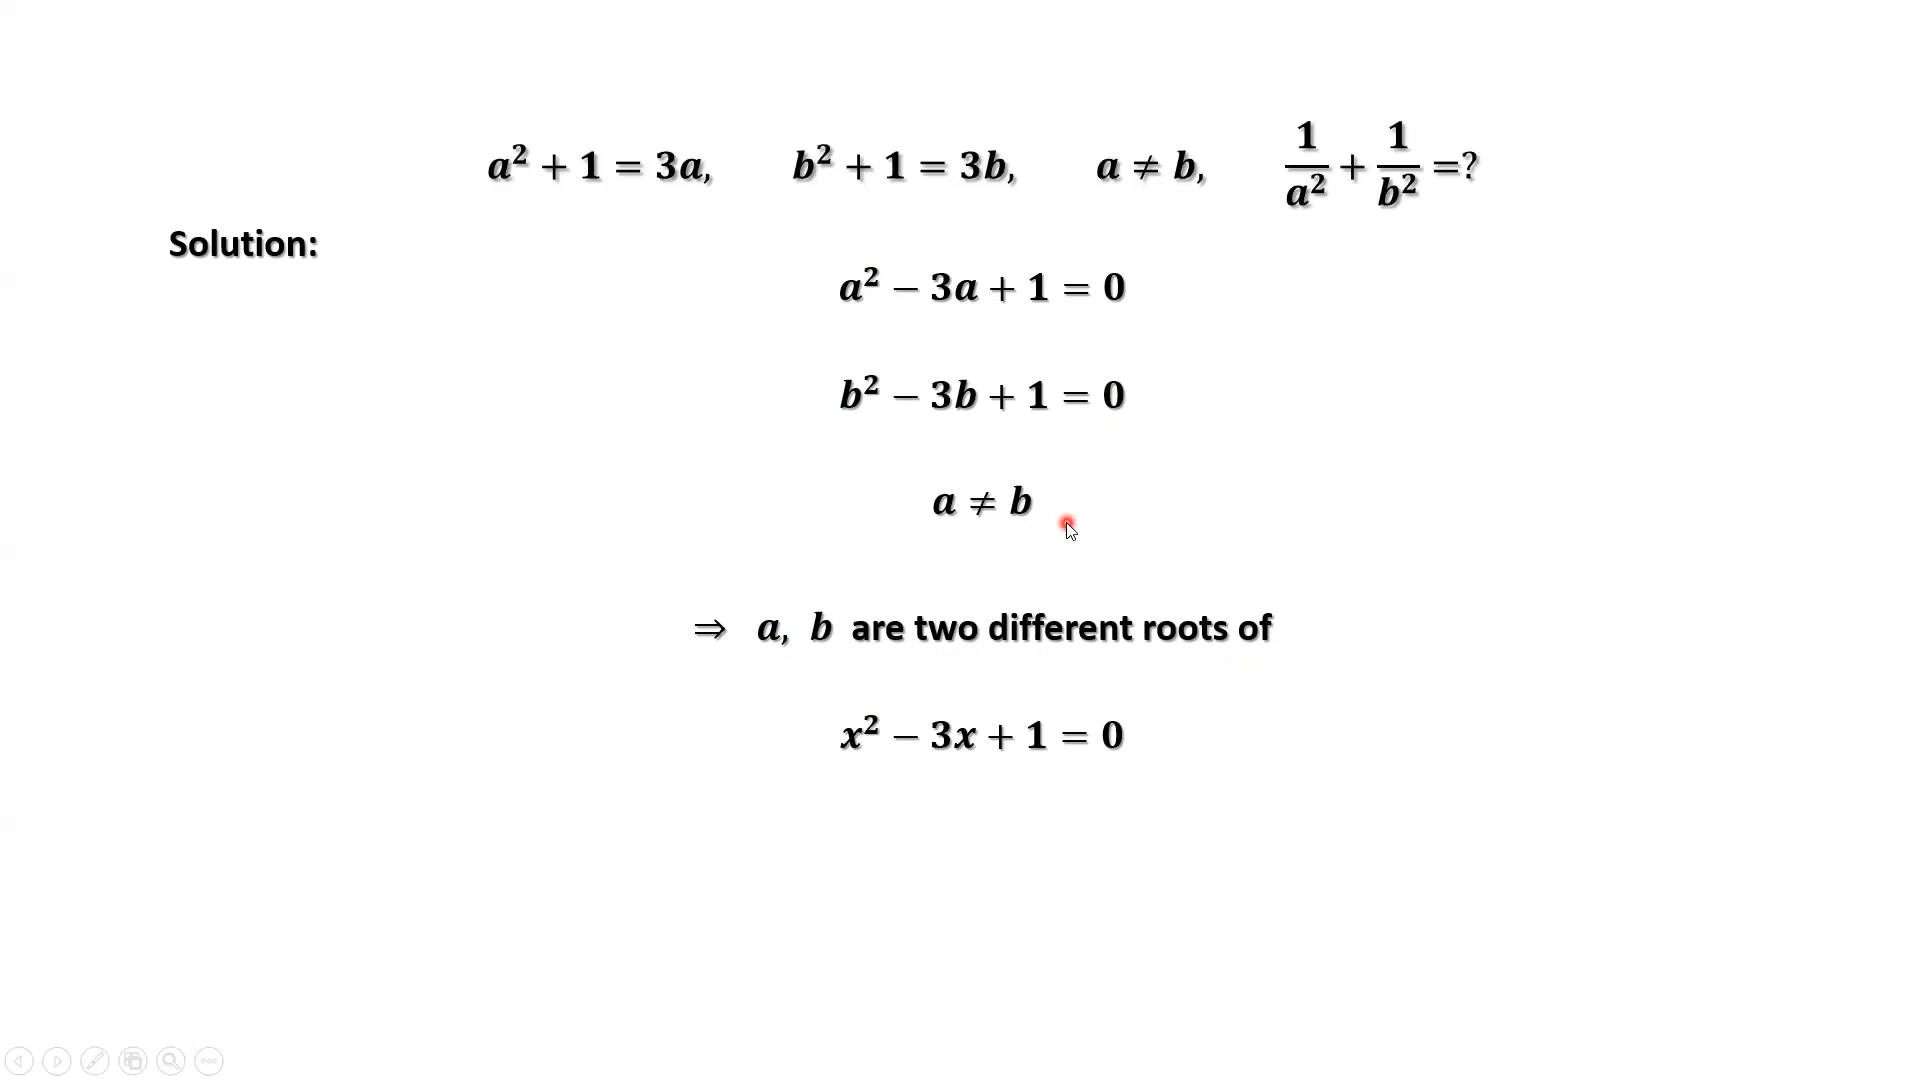 a² + 1 = 3a, b² + 1 = 3b, a ≠ b, 1/a² + 1/b² =?
Solution:
a² − 3a + 1 = 0
b² − 3b + 1 = 0
a ≠ b
⇒ a, b are two different roots of
x² − 3x + 1 = 0